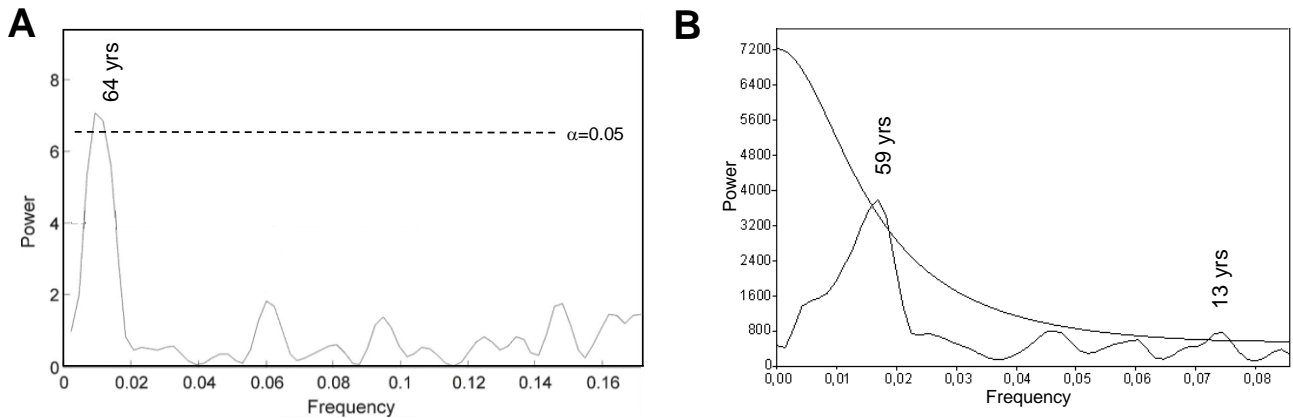 A
64 yrs
α=0.05
Power
8
6
4
2
0
0 0.02 0.04 0.06 0.08 0.1 0.12 0.14 0.16
Frequency
B
59 yrs
13 yrs
Power
7200
6400
5600
4800
4000
3200
2400
1600
800
0
0,00 0,01 0,02 0,03 0,04 0,05 0,06 0,07 0,08
Frequency